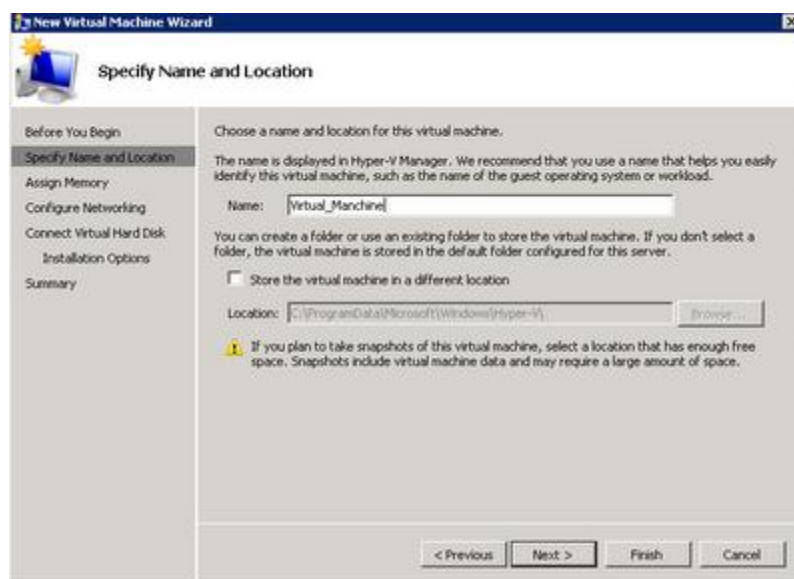 New Virtual Machine Wizard
Specify Name and Location
Before You Begin
Specify Name and Location
Assign Memory
Configure Networking
Connect Virtual Hard Disk
Installation Options
Summary
Choose a name and location for this virtual machine.
The name is displayed in Hyper-V Manager. We recommend that you use a name that helps you easily
identify this virtual machine, such as the name of the guest operating system or workload.
Name: Virtual_Manchine
You can create a folder or use an existing folder to store the virtual machine. If you don't select a
folder, the virtual machine is stored in the default folder configured for this server.
Store the virtual machine in a different location
Location: C:\ProgramData\Microsoft\Windows\Hyper-V\ Browse...
If you plan to take snapshots of this virtual machine, select a location that has enough free
space. Snapshots include virtual machine data and may require a large amount of space.
< Previous Next > Finish Cancel